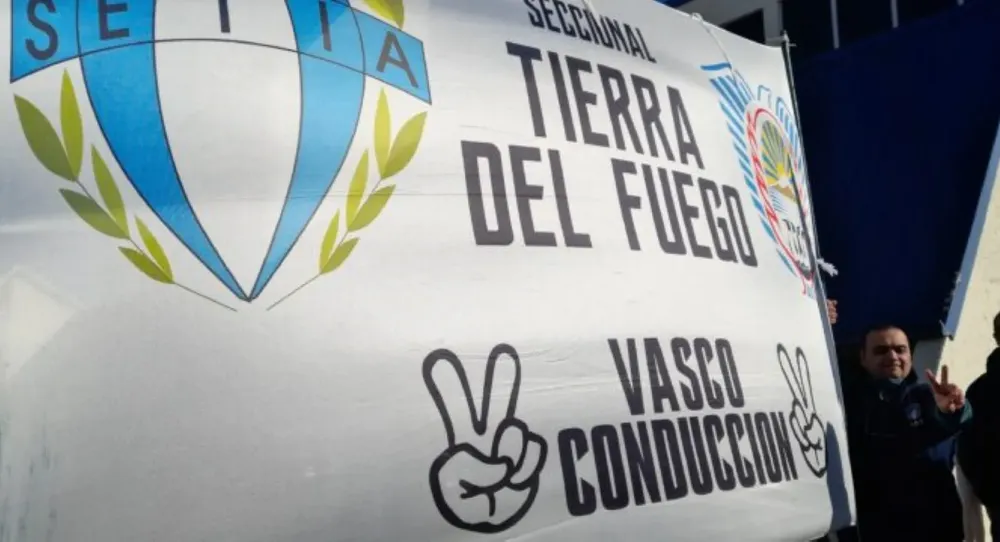 SETIA
SECCIONAL
TIERRA
DEL FUEGO
VASCO
CONDUCCION